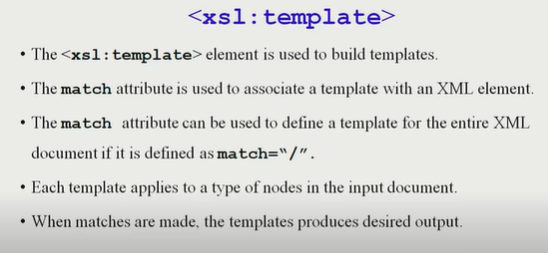 <xsl:template>
• The <xsl:template> element is used to build templates.
• The match attribute is used to associate a template with an XML element.
• The match attribute can be used to define a template for the entire XML
document if it is defined as match=“/”.
• Each template applies to a type of nodes in the input document.
• When matches are made, the templates produces desired output.